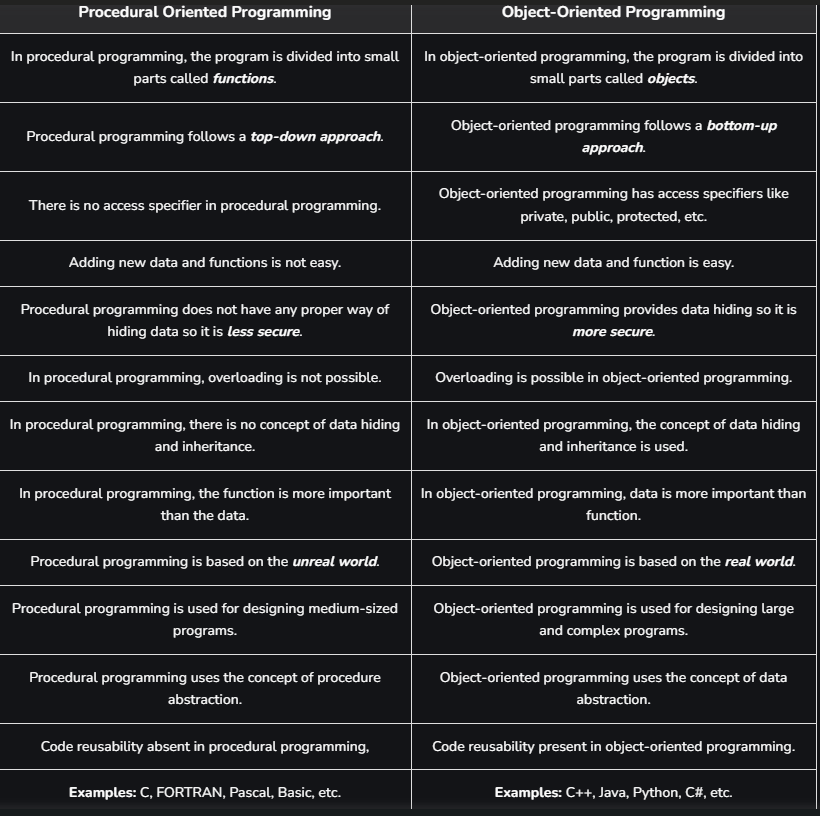 Procedural Oriented Programming
Object-Oriented Programming
In procedural programming, the program is divided into small
parts called functions.
In object-oriented programming, the program is divided into
small parts called objects.
Procedural programming follows a top-down approach.
Object-oriented programming follows a bottom-up
approach.
There is no access specifier in procedural programming.
Object-oriented programming has access specifiers like
private, public, protected, etc.
Adding new data and functions is not easy.
Adding new data and function is easy.
Procedural programming does not have any proper way of
hiding data so it is less secure.
Object-oriented programming provides data hiding so it is
more secure.
In procedural programming, overloading is not possible.
Overloading is possible in object-oriented programming.
In procedural programming, there is no concept of data hiding
and inheritance.
In object-oriented programming, the concept of data hiding
and inheritance is used.
In procedural programming, the function is more important
than the data.
In object-oriented programming, data is more important than
function.
Procedural programming is based on the unreal world.
Object-oriented programming is based on the real world.
Procedural programming is used for designing medium-sized
programs.
Object-oriented programming is used for designing large
and complex programs.
Procedural programming uses the concept of procedure
abstraction.
Object-oriented programming uses the concept of data
abstraction.
Code reusability absent in procedural programming,
Code reusability present in object-oriented programming.
Examples: C, FORTRAN, Pascal, Basic, etc.
Examples: C++, Java, Python, C#, etc.